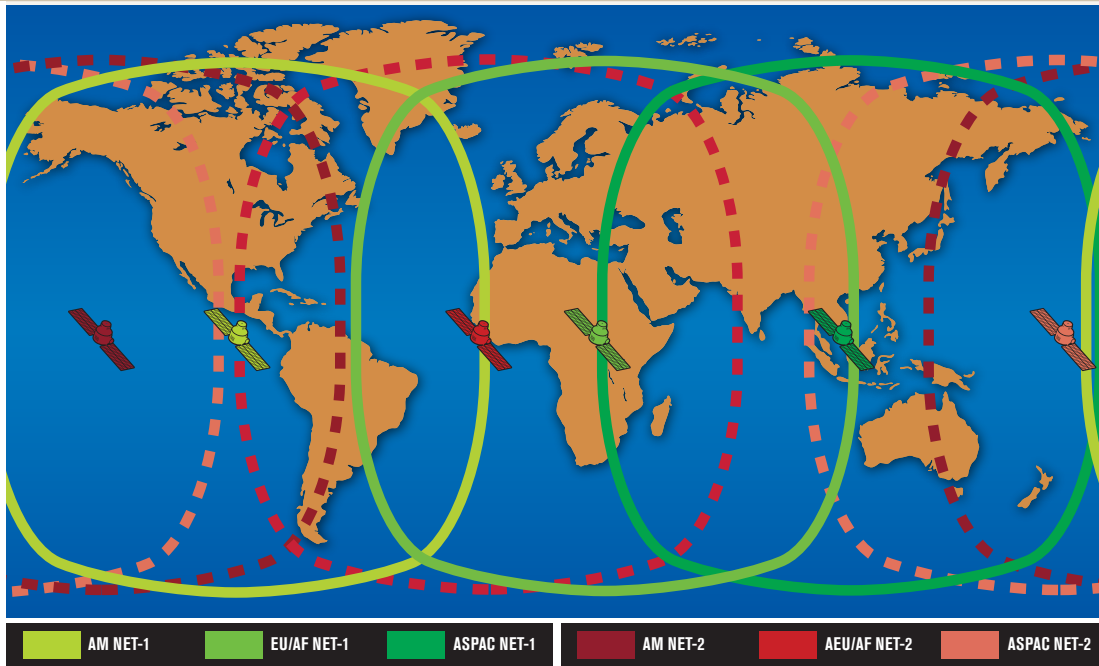 AM NET-1
EU/AF NET-1
ASPAC NET-1
AM NET-2
AEU/AF NET-2
ASPAC NET-2